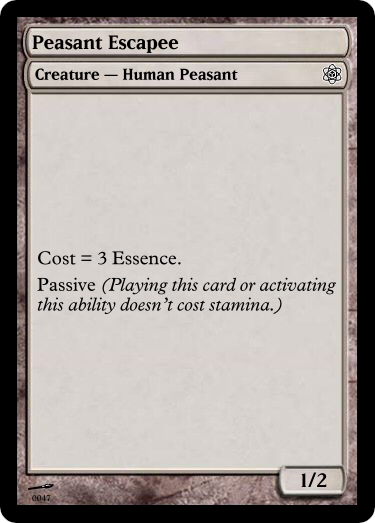 Peasant Escapee
Creature — Human Peasant
Cost = 3 Essence.
Passive (Playing this card or activating
this ability doesn't cost stamina.)
1/2
0047